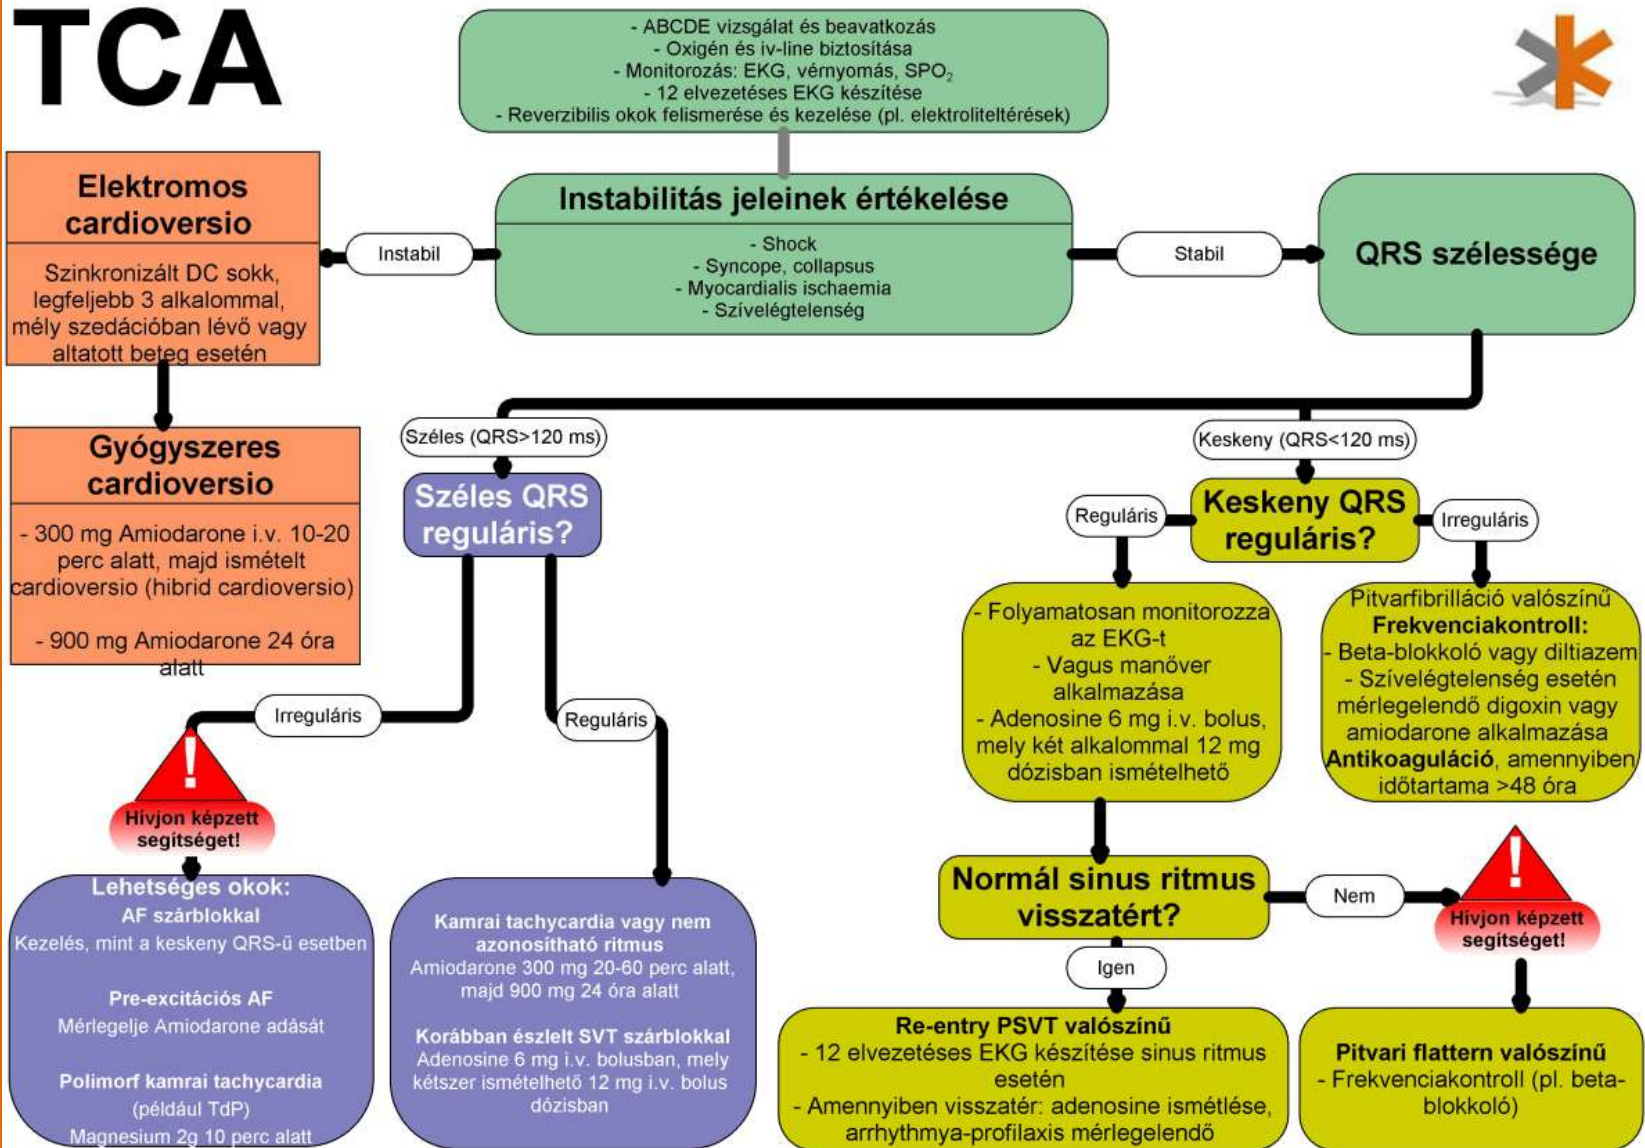 TCA
- ABCDE vizsgálat és beavatkozás
- Oxigén és iv-line biztosítása
- Monitorozás: EKG, vérnyomás, SPO₂
- 12 elvezetéses EKG készítése
- Reverzibilis okok felismerése és kezelése (pl. elektroliteltérések)
Instabilitás jeleinek értékelése
- Shock
- Syncope, collapsus
- Myocardialis ischaemia
- Szívelégtelenség
Instabil
Elektromos
cardioversio
Szinkronizált DC sokk,
legfeljebb 3 alkalommal,
mély szedációban lévő vagy
altatott beteg esetén
Gyógyszeres
cardioversio
- 300 mg Amiodarone i.v. 10-20
perc alatt, majd ismételt
cardioversio (hibrid cardioversio)
- 900 mg Amiodarone 24 óra
alatt
Stabil
QRS szélessége
Széles (QRS>120 ms)
Széles QRS
reguláris?
Irreguláris
!
Hívjon képzett
segítséget!
Lehetséges okok:
AF szárblokkal
Kezelés, mint a keskeny QRS-ű esetben
Pre-excitációs AF
Mérlegelje Amiodarone adását
Polimorf kamrai tachycardia
(például TdP)
Magnesium 2g 10 perc alatt
Reguláris
Kamrai tachycardia vagy nem
azonosítható ritmus
Amiodarone 300 mg 20-60 perc alatt,
majd 900 mg 24 óra alatt
Korábban észlelt SVT szárblokkal
Adenosine 6 mg i.v. bolusban, mely
kétszer ismételhető 12 mg i.v. bolus
dózisban
Keskeny (QRS<120 ms)
Keskeny QRS
reguláris?
Reguláris
- Folyamatosan monitorozza
az EKG-t
- Vagus manőver
alkalmazása
- Adenosine 6 mg i.v. bolus,
mely két alkalommal 12 mg
dózisban ismételhető
Irreguláris
Pitvarfibrilláció valószínű
Frekvenciakontroll:
- Beta-blokkoló vagy diltiazem
- Szívelégtelenség esetén
mérlegelendő digoxin vagy
amiodarone alkalmazása
Antikoaguláció, amennyiben
időtartama >48 óra
Normál sinus ritmus
visszatért?
Igen
Re-entry PSVT valószínű
- 12 elvezetéses EKG készítése sinus ritmus
esetén
- Amennyiben visszatér: adenosine ismétlése,
arrhythmya-profilaxis mérlegelendő
Nem
!
Hívjon képzett
segítséget!
Pitvari flattern valószínű
- Frekvenciakontroll (pl. beta-
blokkoló)